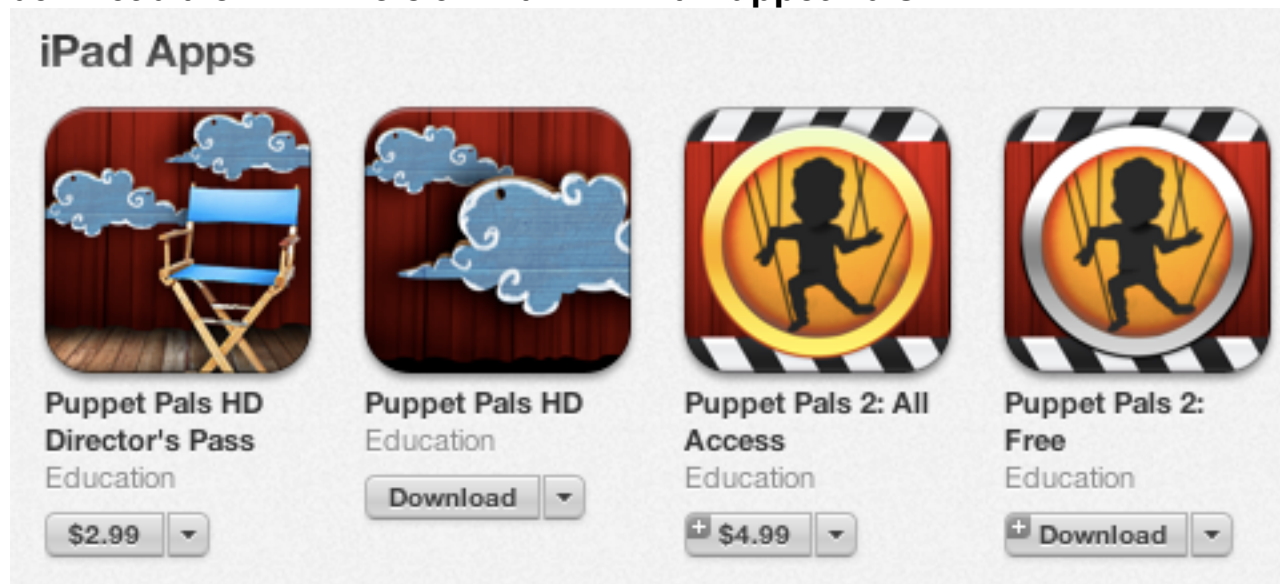 iPad Apps
Puppet Pals HD
Director's Pass
Education
$2.99
Puppet Pals HD
Education
Download
Puppet Pals 2: All
Access
Education
$4.99
Puppet Pals 2:
Free
Education
Download